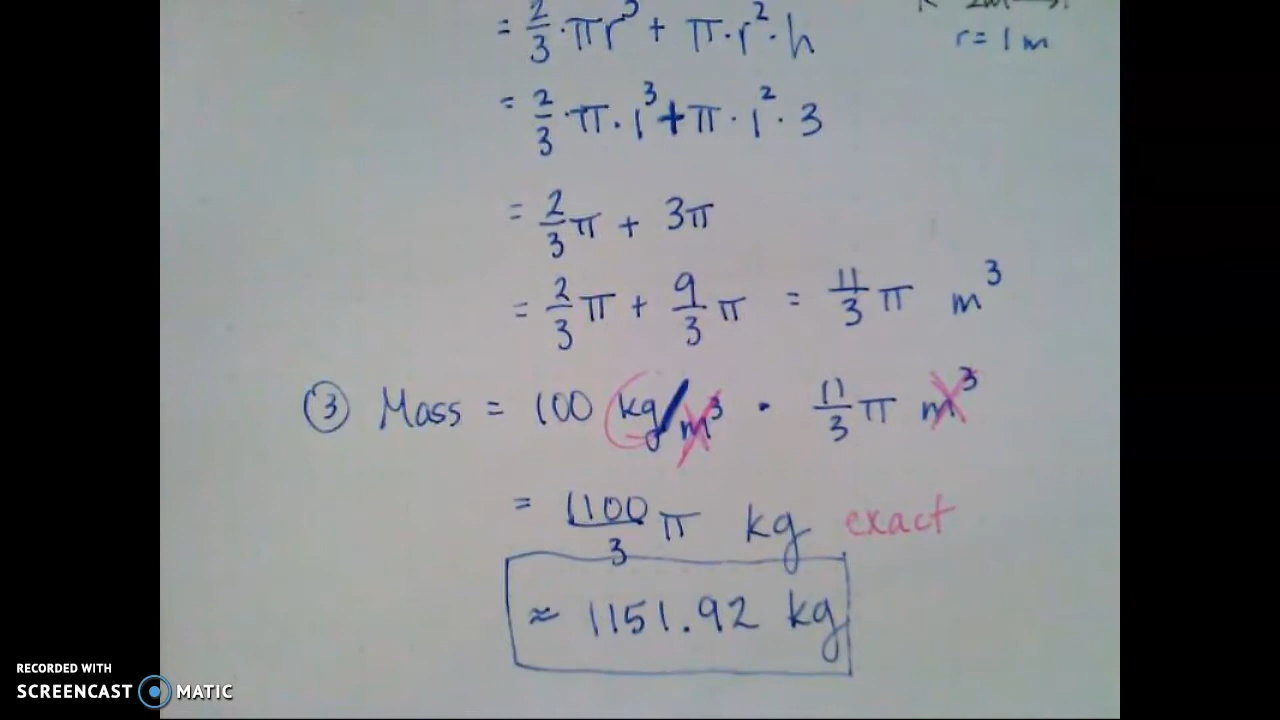 = 2/3 · πr³ + π · r² · h
r = 1 m
= 2/3 · π · 1³ + π · 1² · 3
= 2/3 π + 3π
= 2/3 π + 9/3 π = 11/3 π m³
③ Mass = 100 kg/m³ · 11/3 π m³
= 1100/3 π kg exact
≈ 1151.92 kg
RECORDED WITH
SCREENCAST MATIC